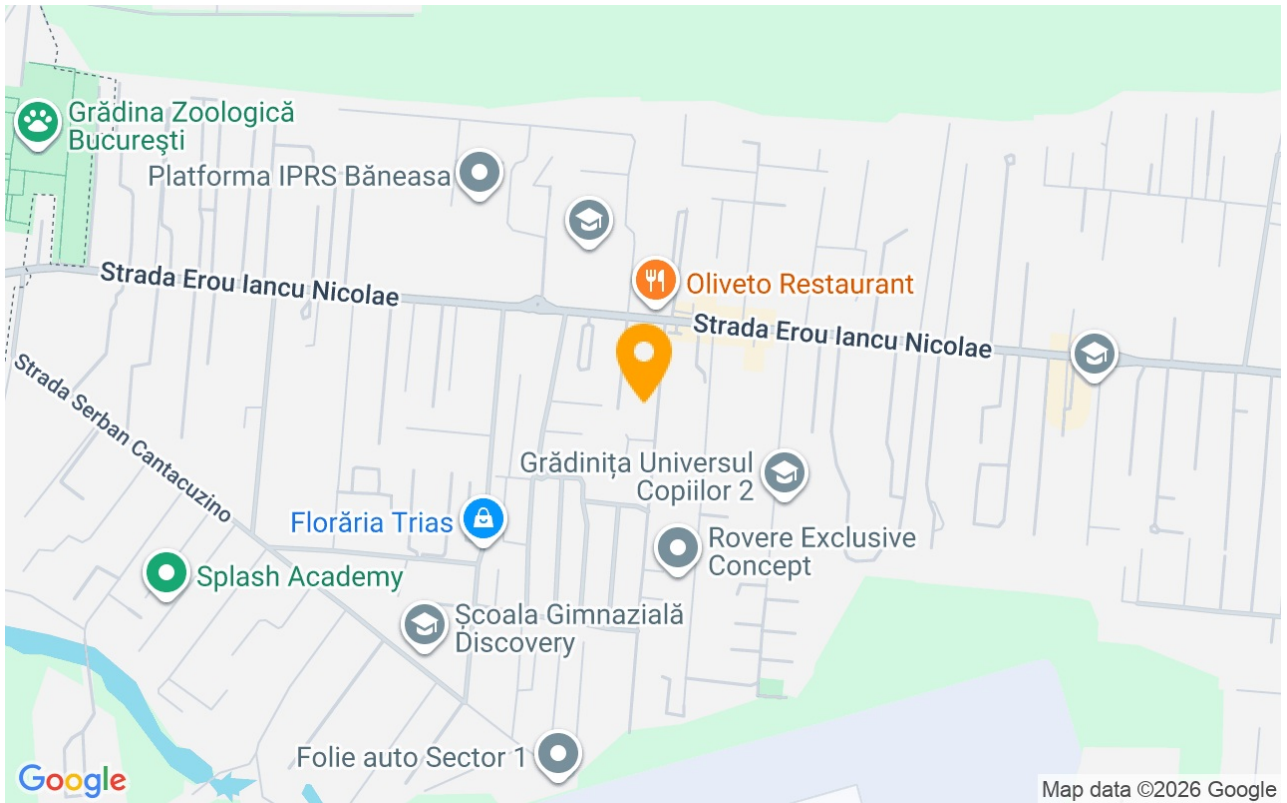 Grădina Zoologică
Bucureşti
Platforma IPRS Băneasa
Strada Erou Iancu Nicolae
Oliveto Restaurant
Strada Erou Iancu Nicolae
Strada Serban Cantacuzino
Grădinița Universul
Copiilor 2
Florăria Trias
Rovere Exclusive
Concept
Splash Academy
Școala Gimnazială
Discovery
Folie auto Sector 1
Google
Map data ©2026 Google